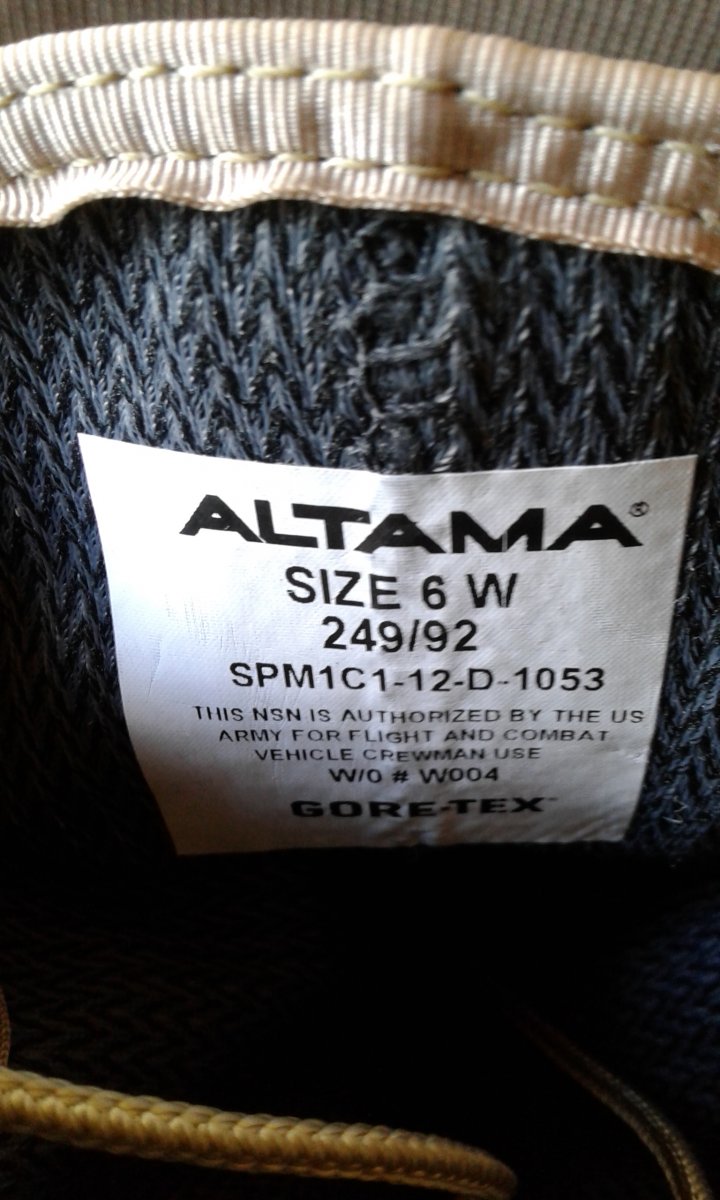 ALTAMA®
SIZE 6 W
249/92
SPM1C1-12-D-1053
THIS NSN IS AUTHORIZED BY THE US
ARMY FOR FLIGHT AND COMBAT
VEHICLE CREWMAN USE
W/0 # W004
GORE-TEX™